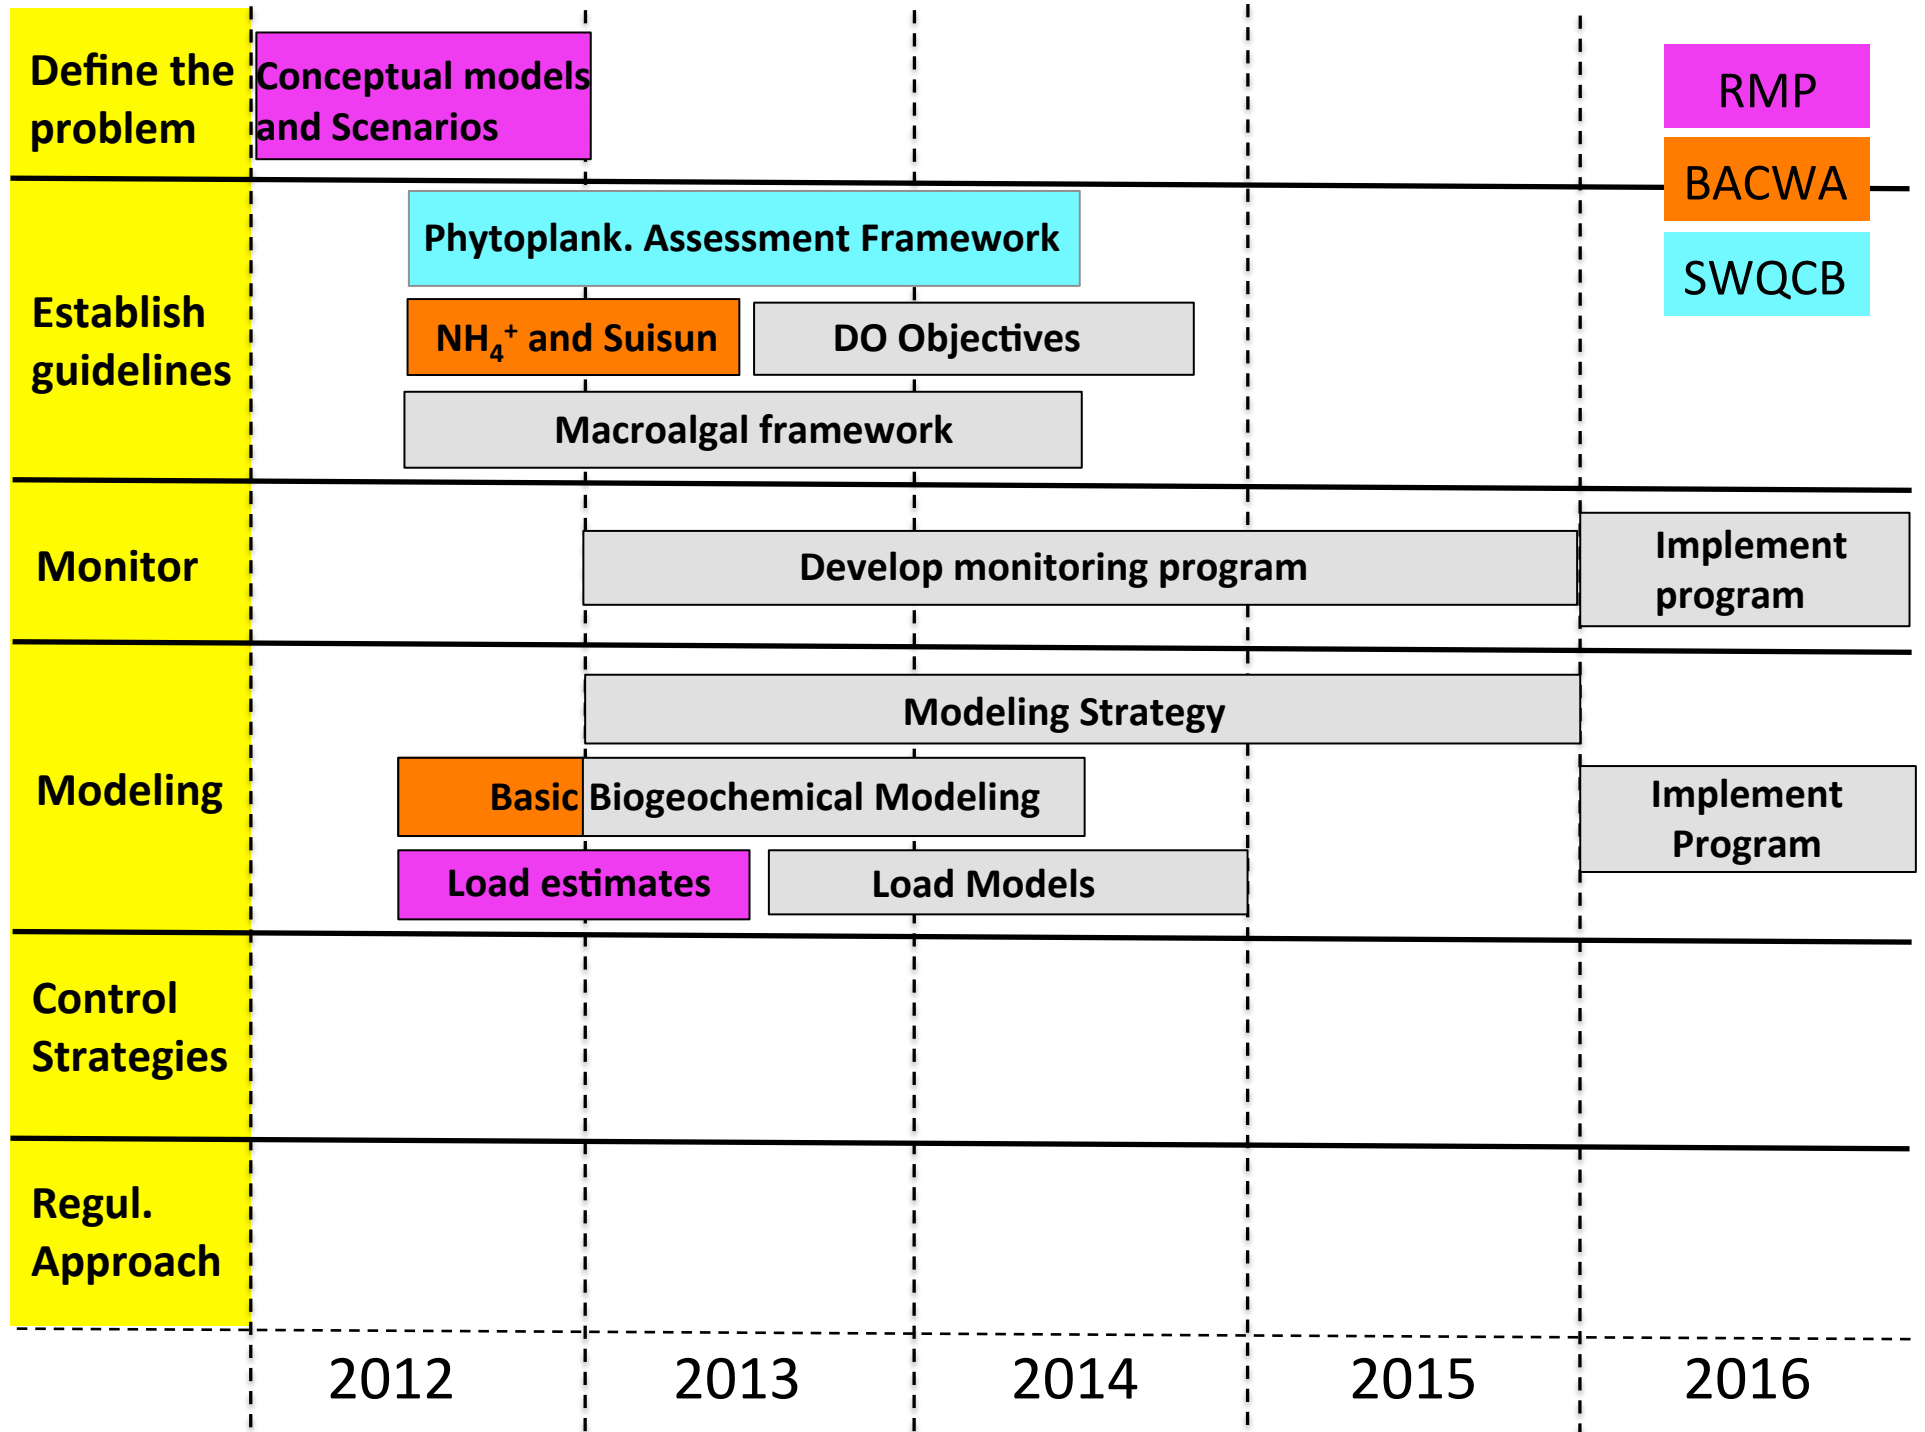 Define the
problem
Conceptual models
and Scenarios
RMP
BACWA
SWQCB
Establish
guidelines
Phytoplank. Assessment Framework
NH₄⁺ and Suisun
DO Objectives
Macroalgal framework
Monitor
Develop monitoring program
Implement
program
Modeling
Modeling Strategy
Basic Biogeochemical Modeling
Implement
Program
Load estimates
Load Models
Control
Strategies
Regul.
Approach
2012
2013
2014
2015
2016